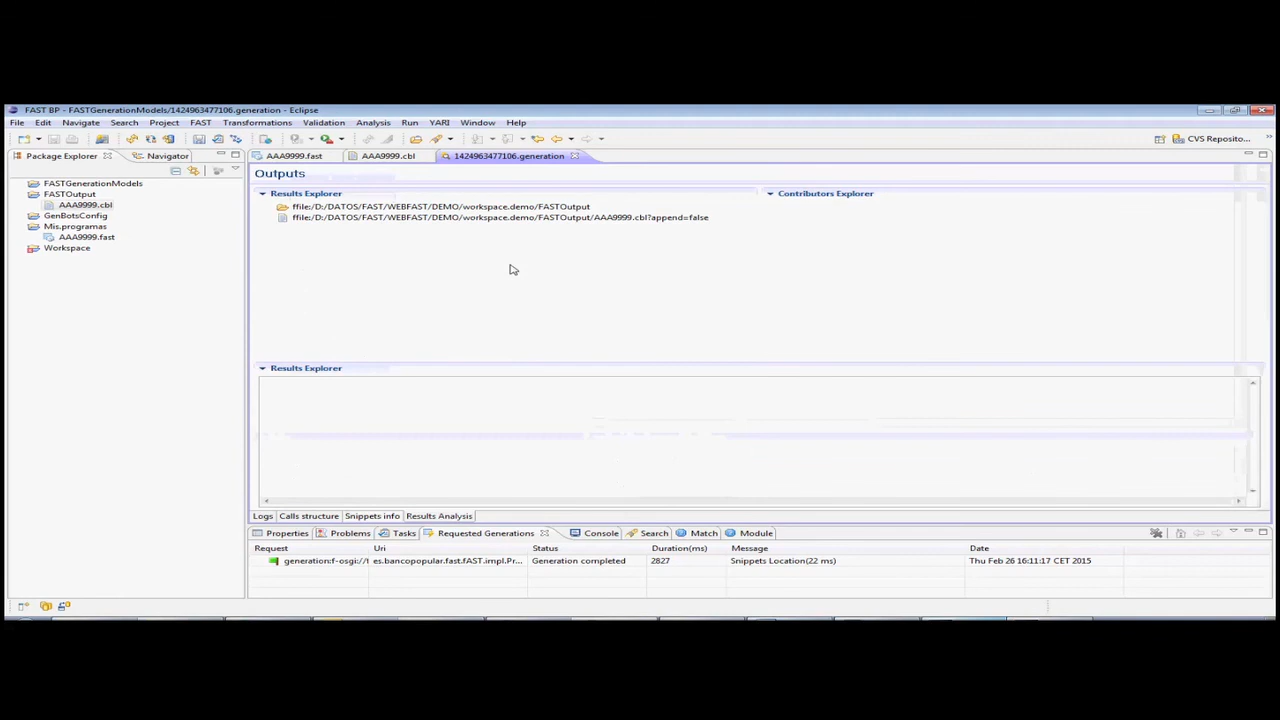 FAST BP - FASTGenerationModels/1424963477106.generation - Eclipse
File Edit Navigate Search Project FAST Transformations Validation Analysis Run YARI Window Help
CVS Reposito...
Package Explorer Navigator AAA9999.fast AAA9999.cbl 1424963477106.generation
Outputs
FASTGenerationModels
FASTOutput
AAA9999.cbl
GenBotsConfig
Mis.programas
AAA9999.fast
Workspace
Results Explorer Contributors Explorer
ffile:/D:/DATOS/FAST/WEBFAST/DEMO/workspace.demo/FASTOutput
ffile:/D:/DATOS/FAST/WEBFAST/DEMO/workspace.demo/FASTOutput/AAA9999.cbl?append=false
Results Explorer
Logs Calls structure Snippets info Results Analysis
Properties Problems Tasks Requested Generations Console Search Match Module
Request Uri Status Duration(ms) Message Date
generation:f-osgi://f es.bancopopular.fast.fAST.impl.Pr... Generation completed 2827 Snippets Location(22 ms) Thu Feb 26 16:11:17 CET 2015